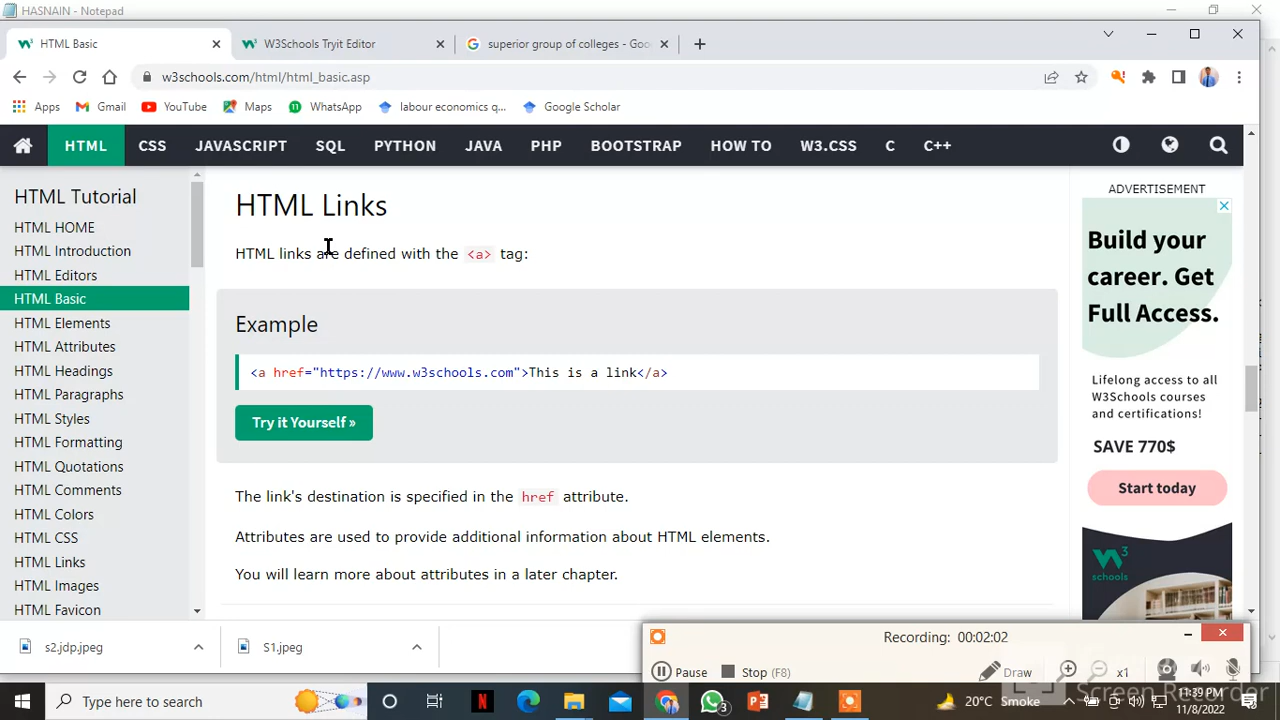 HASNAIN - Notepad
HTML Basic
W3Schools Tryit Editor
superior group of colleges - Goo
w3schools.com/html/html_basic.asp
Apps
Gmail
YouTube
Maps
11
WhatsApp
labour economics q...
Google Scholar
HTML
CSS
JAVASCRIPT
SQL
PYTHON
JAVA
PHP
BOOTSTRAP
HOW TO
W3.CSS
C
C++
HTML Tutorial
HTML HOME
HTML Introduction
HTML Editors
HTML Basic
HTML Elements
HTML Attributes
HTML Headings
HTML Paragraphs
HTML Styles
HTML Formatting
HTML Quotations
HTML Comments
HTML Colors
HTML CSS
HTML Links
HTML Images
HTML Favicon
HTML Links
HTML links are defined with the <a> tag:
Example
<a href="https://www.w3schools.com">This is a link</a>
Try it Yourself »
The link's destination is specified in the href attribute.
Attributes are used to provide additional information about HTML elements.
You will learn more about attributes in a later chapter.
ADVERTISEMENT
Build your
career. Get
Full Access.
Lifelong access to all
W3Schools courses
and certifications!
SAVE 770$
Start today
W3
schools
s2.jdp.jpeg
S1.jpeg
Recording: 00:02:02
Pause
Stop (F8)
Draw
x1
Screen Recorder
Type here to search
3
20°C Smoke
11:39 PM
11/8/2022